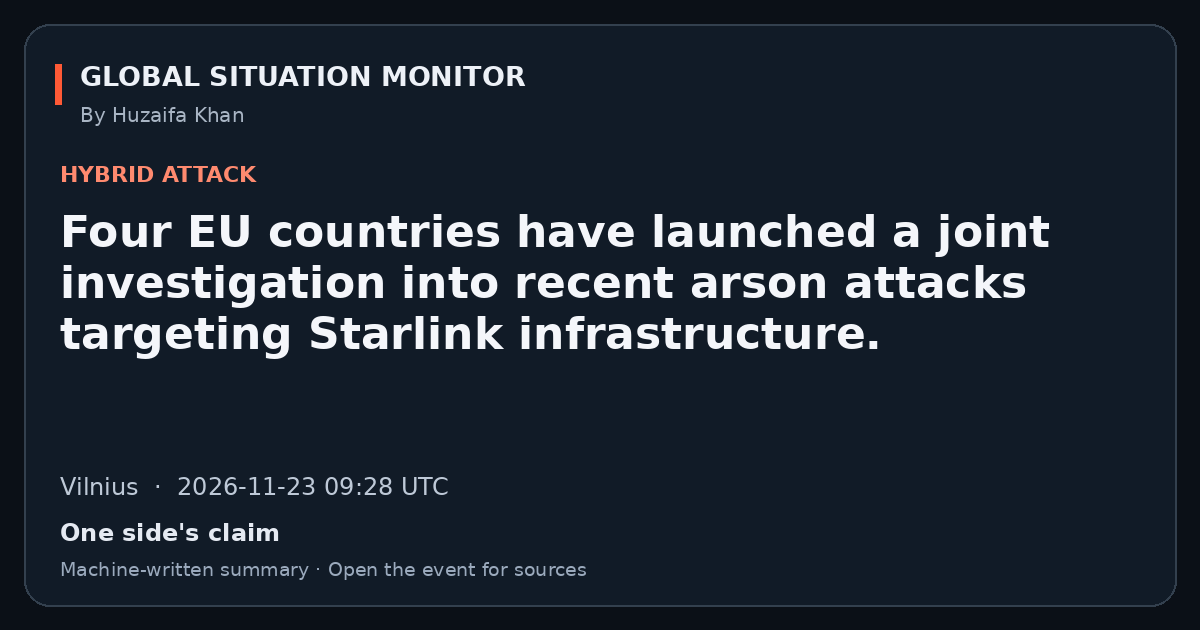 GLOBAL SITUATION MONITOR
By Huzaifa Khan
HYBRID ATTACK
Four EU countries have launched a joint
investigation into recent arson attacks
targeting Starlink infrastructure.
Vilnius · 2026-11-23 09:28 UTC
One side's claim
Machine-written summary · Open the event for sources